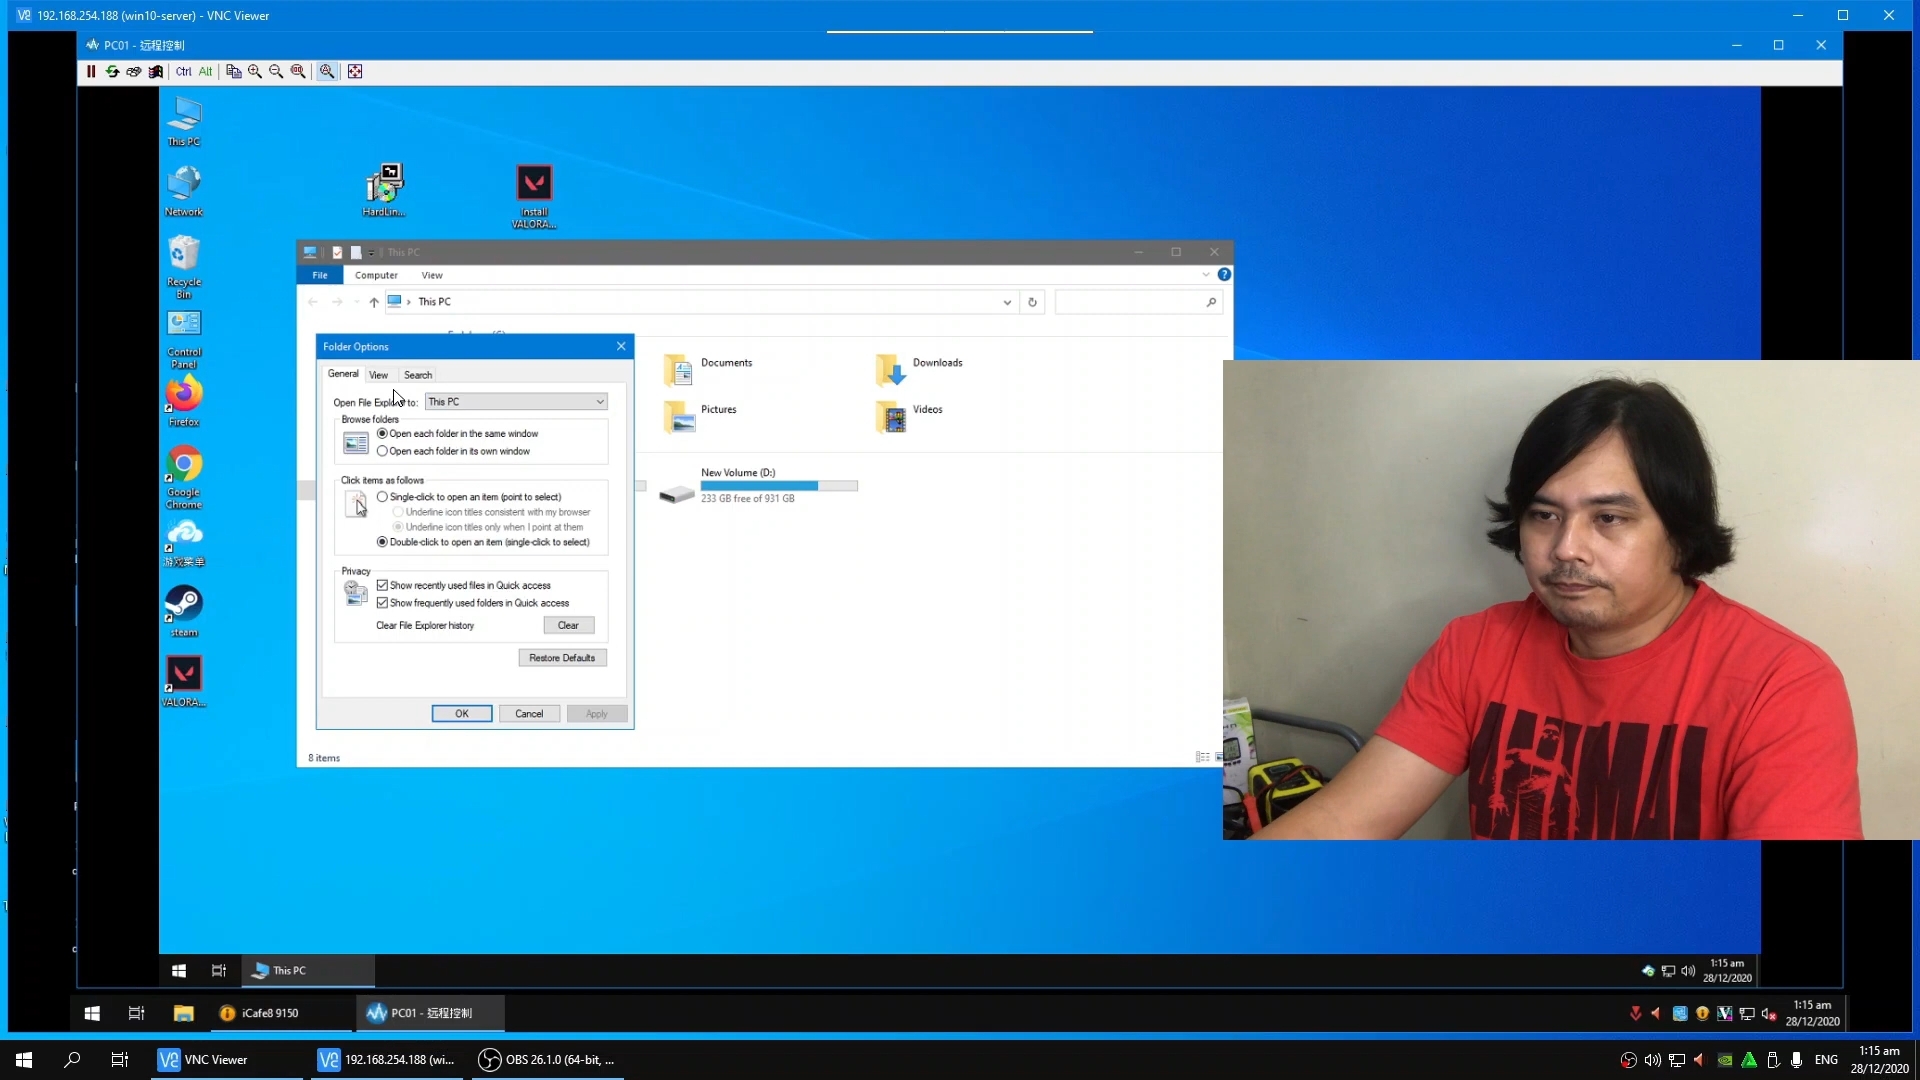 192.168.254.188 (win10-server) - VNC Viewer
PC01 - 远程控制
Ctrl Alt
This PC
Network
Recycle
Bin
Control
Panel
Firefox
Google
Chrome
游戏菜单
steam
VALORA...
HardLin...
Install
VALORA...
This PC
File Computer View
This PC
Folder Options
General View Search
Open File Explorer to: This PC
Browse folders
Open each folder in the same window
Open each folder in its own window
Click items as follows
Single-click to open an item (point to select)
Underline icon titles consistent with my browser
Underline icon titles only when I point at them
Double-click to open an item (single-click to select)
Privacy
Show recently used files in Quick access
Show frequently used folders in Quick access
Clear File Explorer history Clear
Restore Defaults
OK Cancel Apply
Documents
Downloads
Pictures
Videos
New Volume (D:)
233 GB free of 931 GB
8 items
This PC
1:15 am
28/12/2020
iCafe8 9150
PC01 - 远程控制
1:15 am
28/12/2020
VNC Viewer
192.168.254.188 (wi...
OBS 26.1.0 (64-bit, ...
ENG
1:15 am
28/12/2020